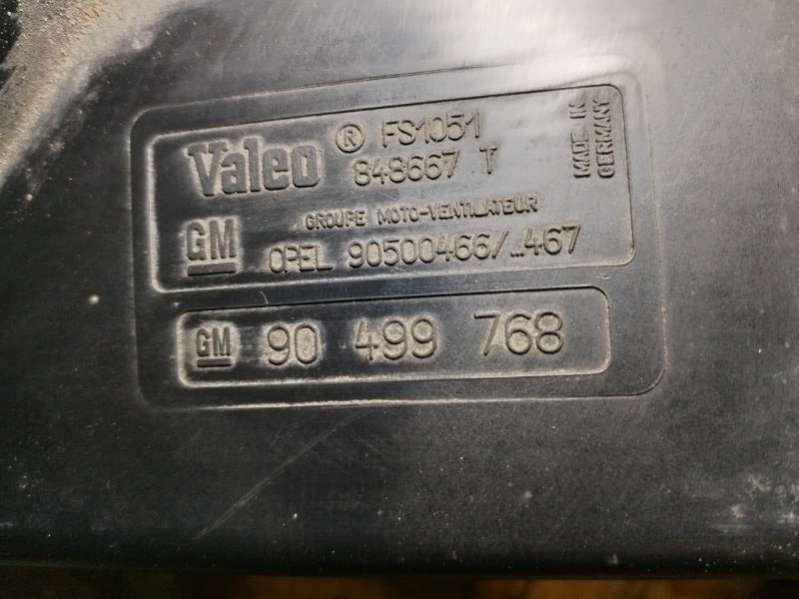 Valeo ® FS1051
848667 T
MADE IN
GERMANY
GROUPE MOTO-VENTILATEUR
GM OPEL 90500466/...467
GM 90 499 768